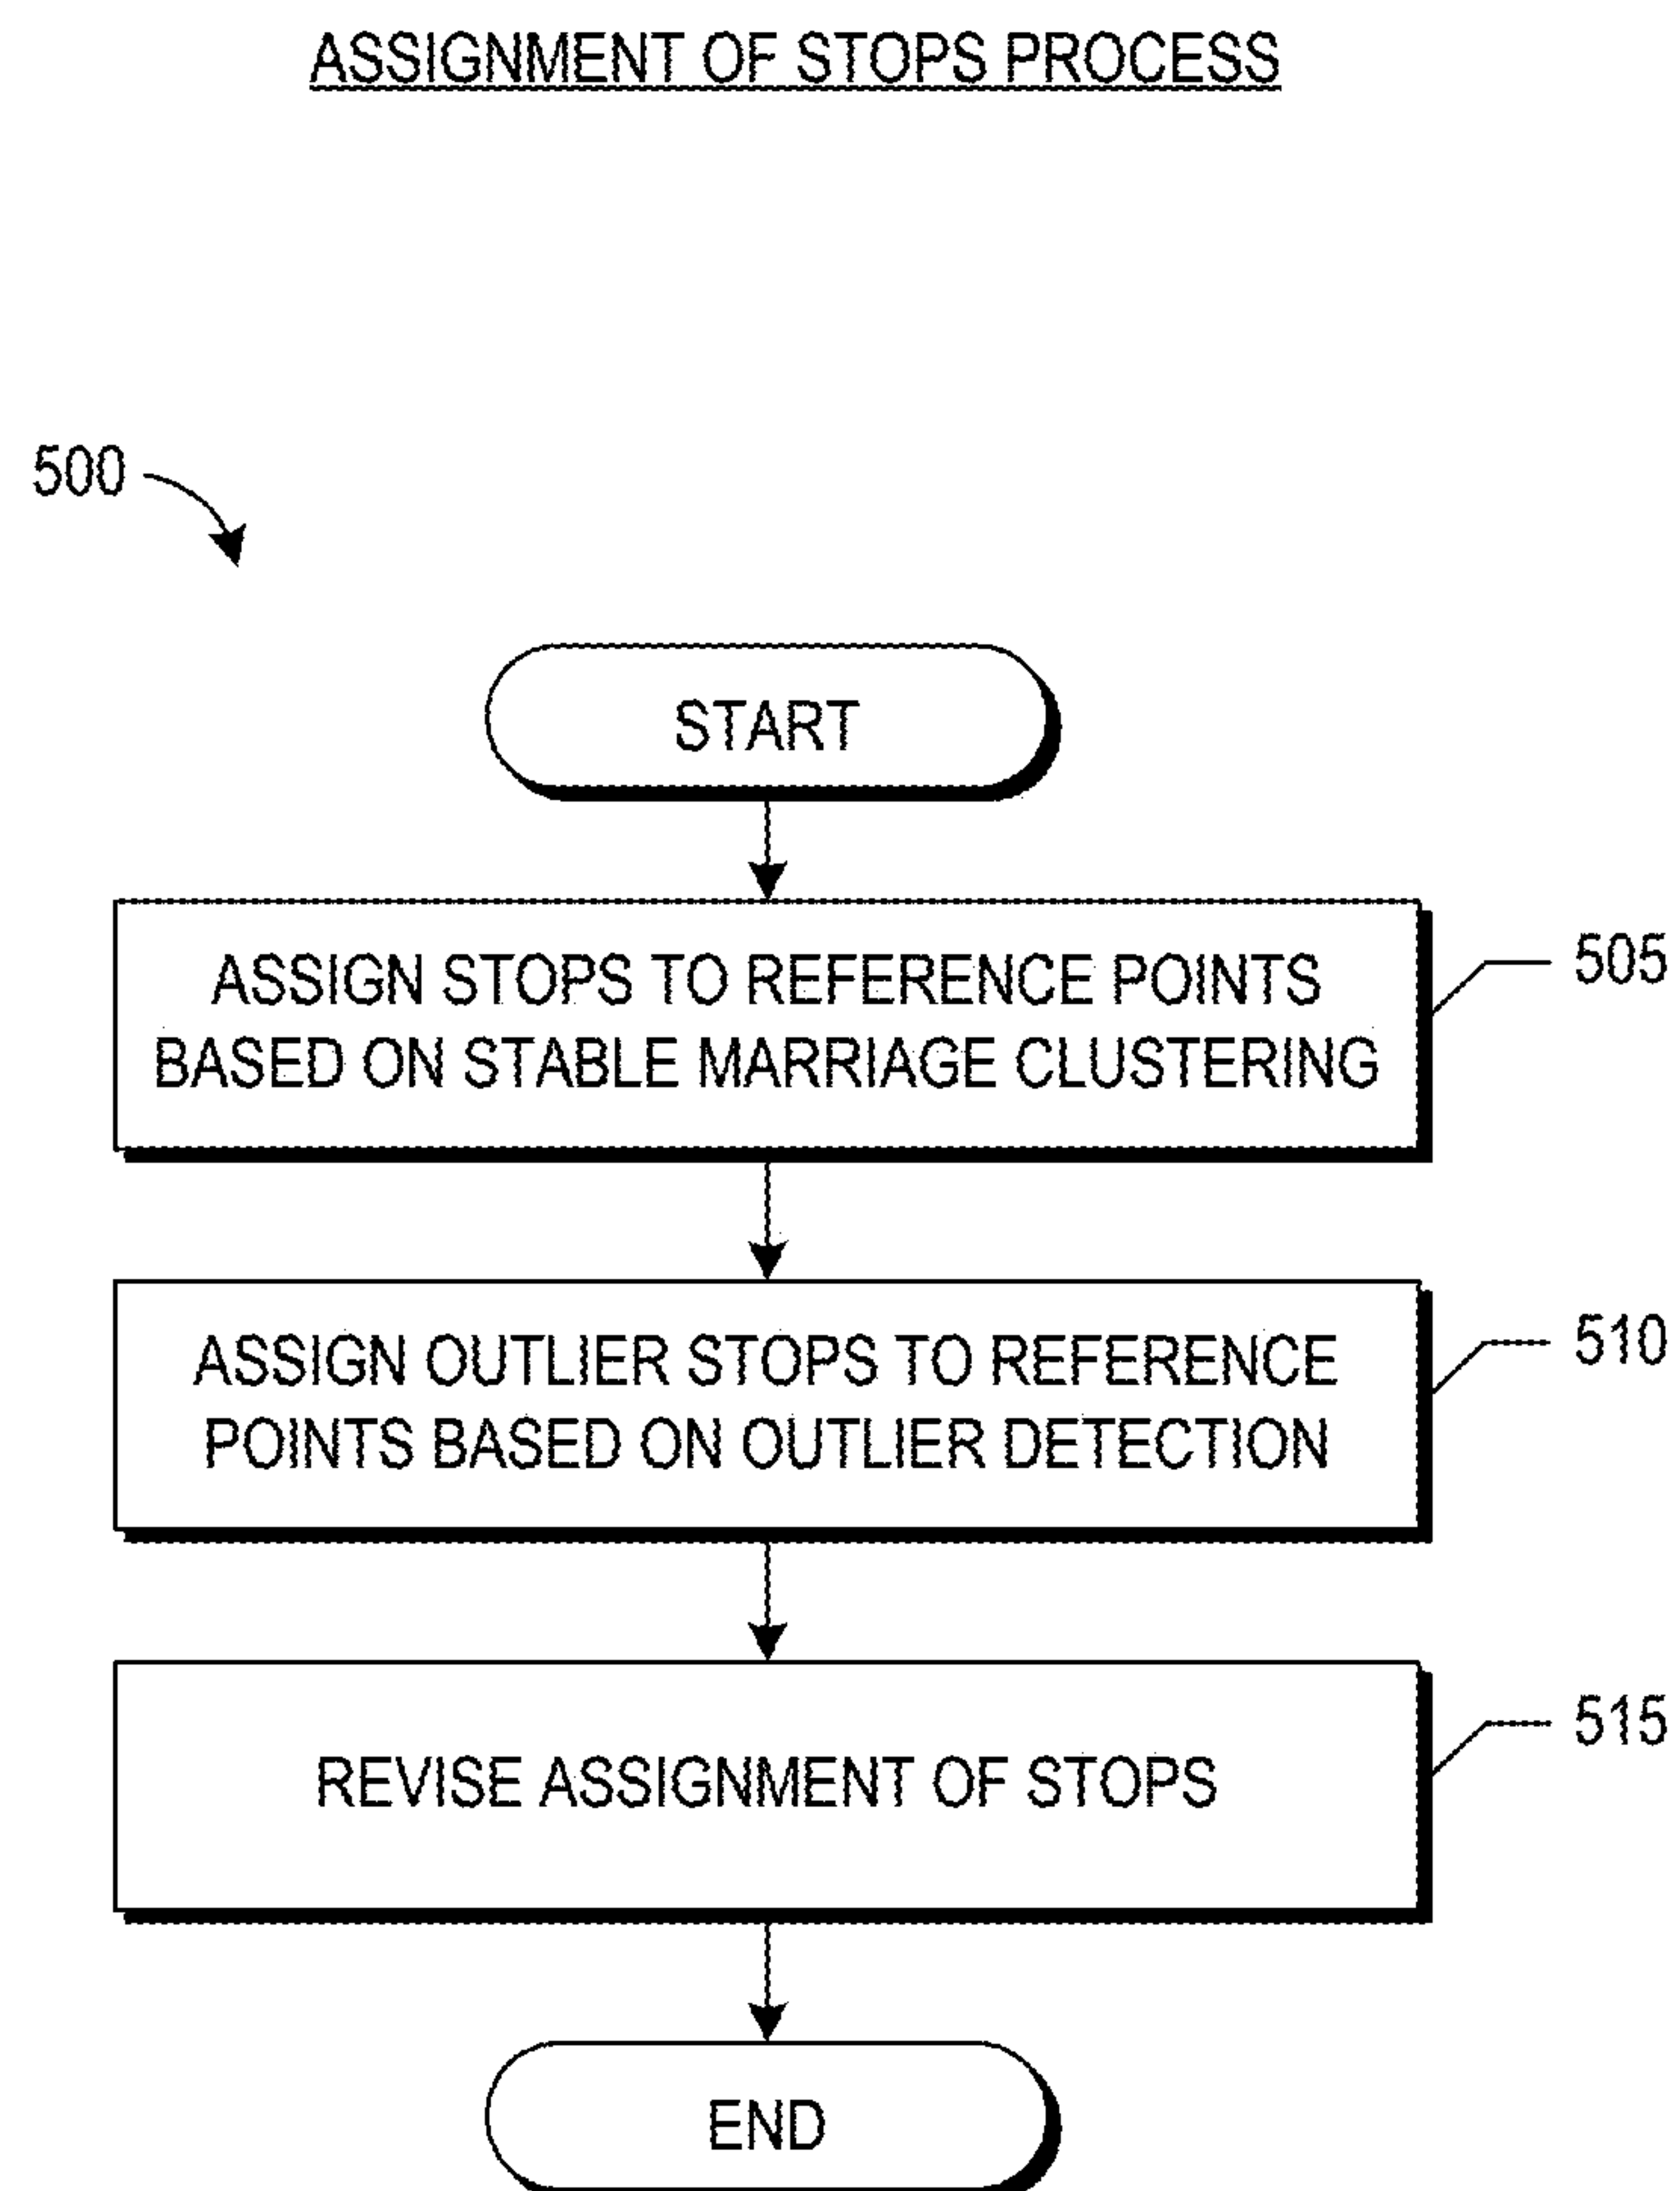 ASSIGNMENT OF STOPS PROCESS
500
START
ASSIGN STOPS TO REFERENCE POINTS
BASED ON STABLE MARRIAGE CLUSTERING
505
ASSIGN OUTLIER STOPS TO REFERENCE
POINTS BASED ON OUTLIER DETECTION
510
REVISE ASSIGNMENT OF STOPS
515
END